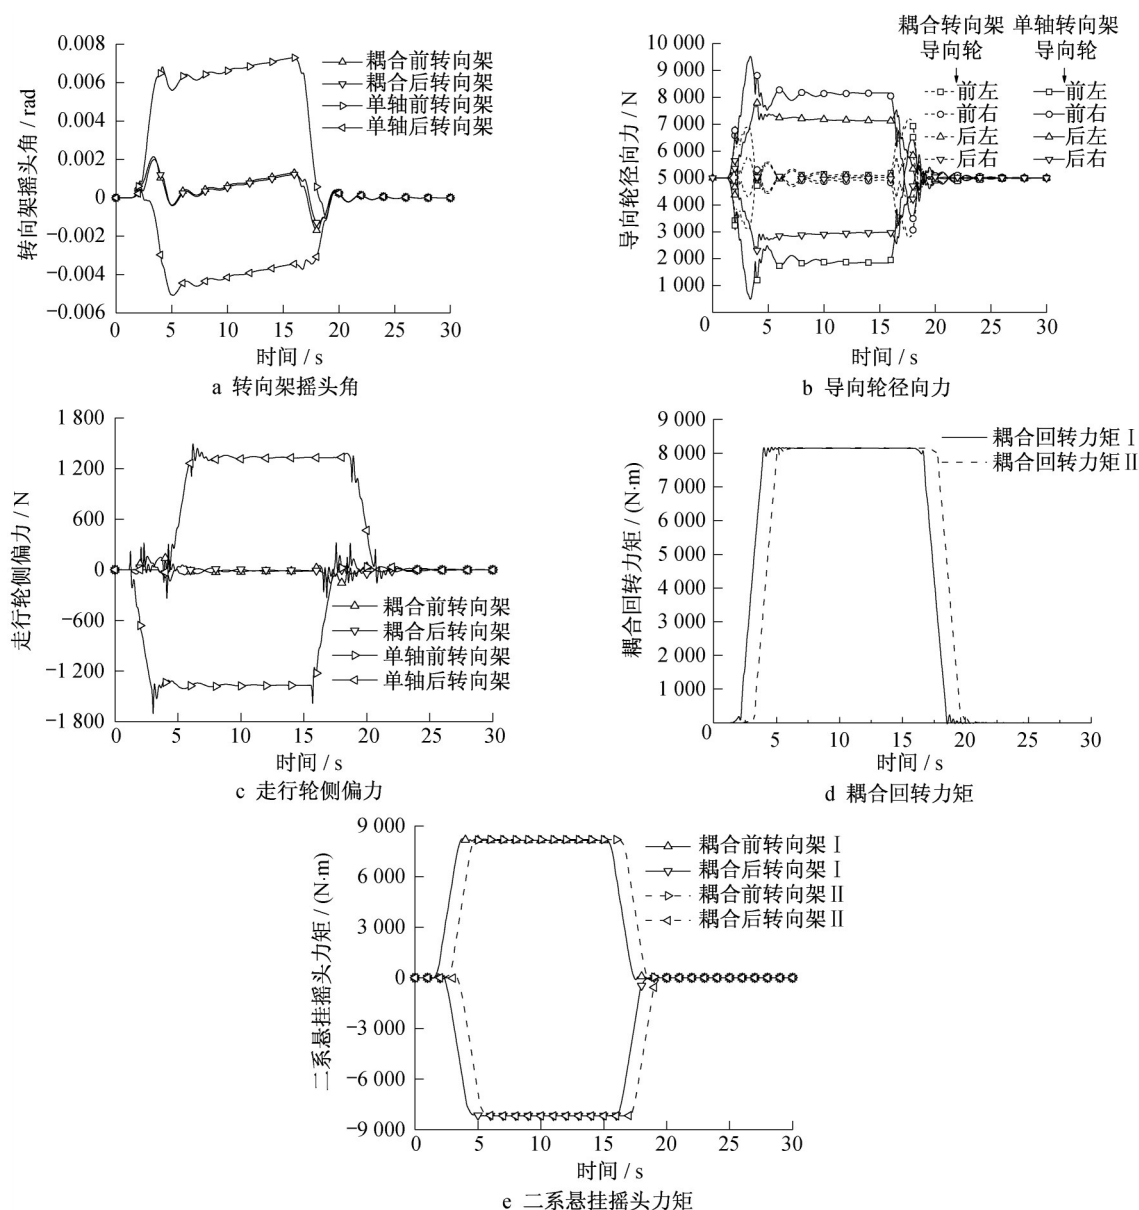 0.008
0.006
0.004
0.002
0
−0.002
−0.004
−0.006
转向架摇头角 / rad
耦合前转向架
耦合后转向架
单轴前转向架
单轴后转向架
0 5 10 15 20 25 30
时间 / s
a 转向架摇头角
耦合转向架 单轴转向架
导向轮 导向轮
前左 前左
前右 前右
后左 后左
后右 后右
10 000
9 000
8 000
7 000
6 000
5 000
4 000
3 000
2 000
1 000
导向轮径向力 / N
0 5 10 15 20 25 30
时间 / s
b 导向轮径向力
1 800
1 200
600
0
−600
−1 200
−1 800
走行轮侧偏力 / N
耦合前转向架
耦合后转向架
单轴前转向架
单轴后转向架
0 5 10 15 20 25 30
时间 / s
c 走行轮侧偏力
9 000
8 000
7 000
6 000
5 000
4 000
3 000
2 000
1 000
0
耦合回转力矩 / (N·m)
耦合回转力矩Ⅰ
耦合回转力矩Ⅱ
5 10 15 20 25 30
时间 / s
d 耦合回转力矩
9 000
6 000
3 000
0
−3 000
−6 000
−9 000
二系悬挂摇头力矩 / (N·m)
耦合前转向架Ⅰ
耦合后转向架Ⅰ
耦合前转向架Ⅱ
耦合后转向架Ⅱ
0 5 10 15 20 25 30
时间 / s
e 二系悬挂摇头力矩